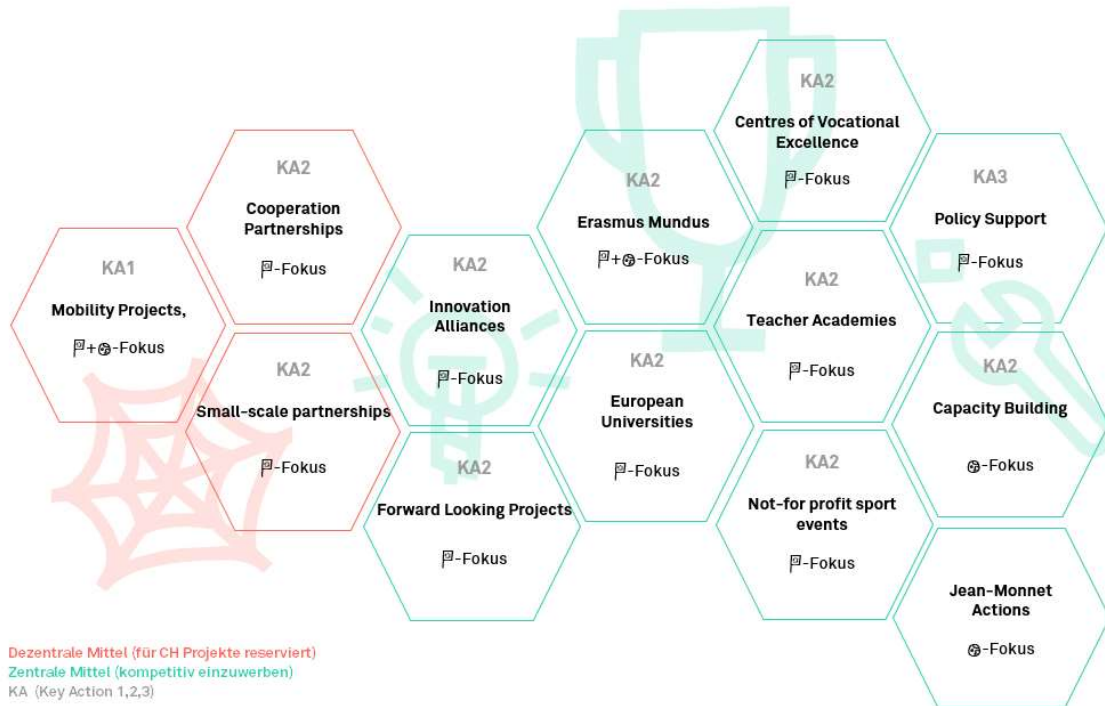 KA1
Mobility Projects,
+-Fokus
KA2
Cooperation
Partnerships
-Fokus
KA2
Small-scale partnerships
-Fokus
KA2
Innovation
Alliances
-Fokus
KA2
Forward Looking Projects
-Fokus
KA2
Erasmus Mundus
+-Fokus
KA2
European
Universities
-Fokus
KA2
Centres of Vocational
Excellence
-Fokus
KA2
Teacher Academies
-Fokus
KA2
Not-for profit sport
events
-Fokus
KA3
Policy Support
-Fokus
KA2
Capacity Building
-Fokus
Jean-Monnet
Actions
-Fokus
Dezentrale Mittel (für CH Projekte reserviert)
Zentrale Mittel (kompetitiv einzuwerben)
KA (Key Action 1,2,3)